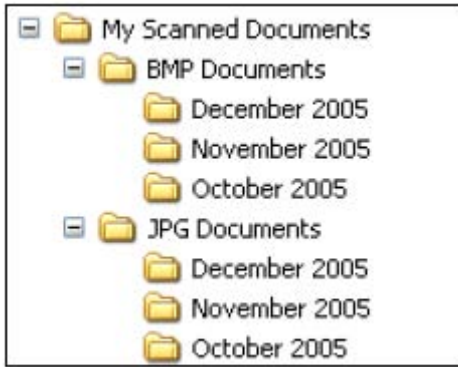 My Scanned Documents
BMP Documents
December 2005
November 2005
October 2005
JPG Documents
December 2005
November 2005
October 2005